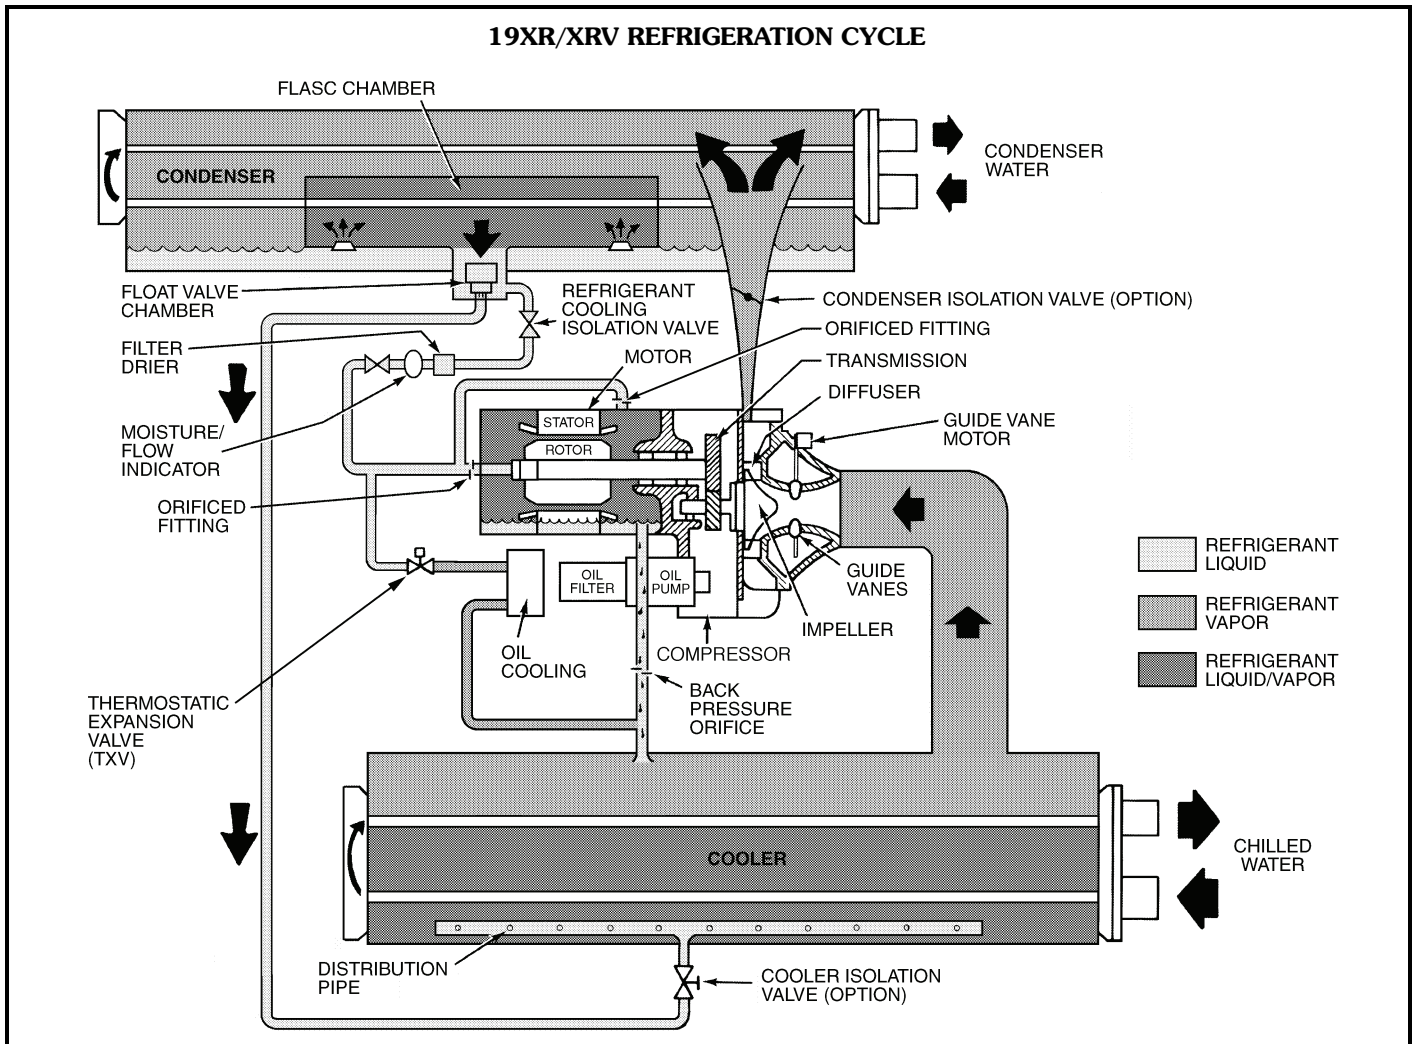 19XR/XRV REFRIGERATION CYCLE
FLASC CHAMBER
CONDENSER
WATER
CONDENSER
FLOAT VALVE
CHAMBER
REFRIGERANT
COOLING
ISOLATION VALVE
CONDENSER ISOLATION VALVE (OPTION)
ORIFICED FITTING
FILTER
DRIER
MOTOR
TRANSMISSION
DIFFUSER
GUIDE VANE
MOTOR
STATOR
ROTOR
MOISTURE/
FLOW
INDICATOR
ORIFICED
FITTING
OIL
FILTER
OIL
PUMP
GUIDE
VANES
IMPELLER
REFRIGERANT
LIQUID
REFRIGERANT
VAPOR
REFRIGERANT
LIQUID/VAPOR
OIL
COOLING
COMPRESSOR
BACK
PRESSURE
ORIFICE
THERMOSTATIC
EXPANSION
VALVE
(TXV)
COOLER
CHILLED
WATER
DISTRIBUTION
PIPE
COOLER ISOLATION
VALVE (OPTION)